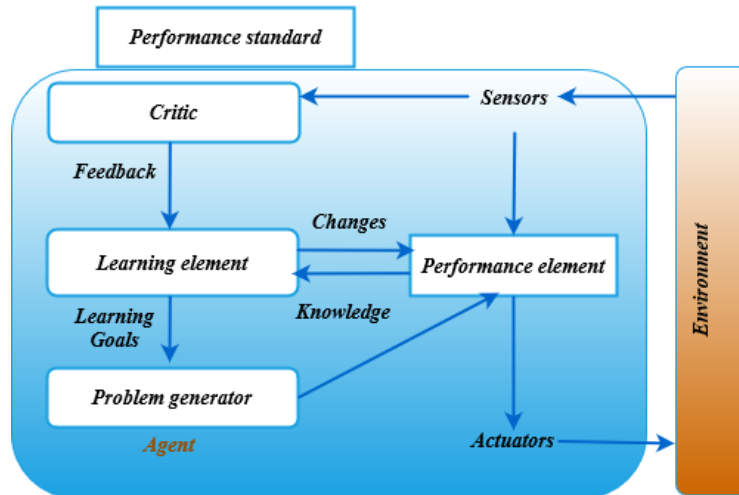 Performance standard
Critic
Sensors
Feedback
Changes
Learning element
Performance element
Environment
Knowledge
Learning
Goals
Problem generator
Agent
Actuators